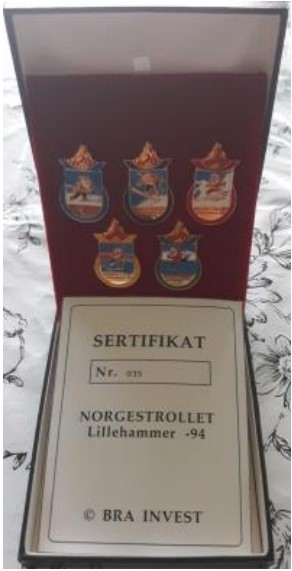 SERTIFIKAT
Nr. 035
NORGESTROLLET
Lillehammer -94
© BRA INVEST